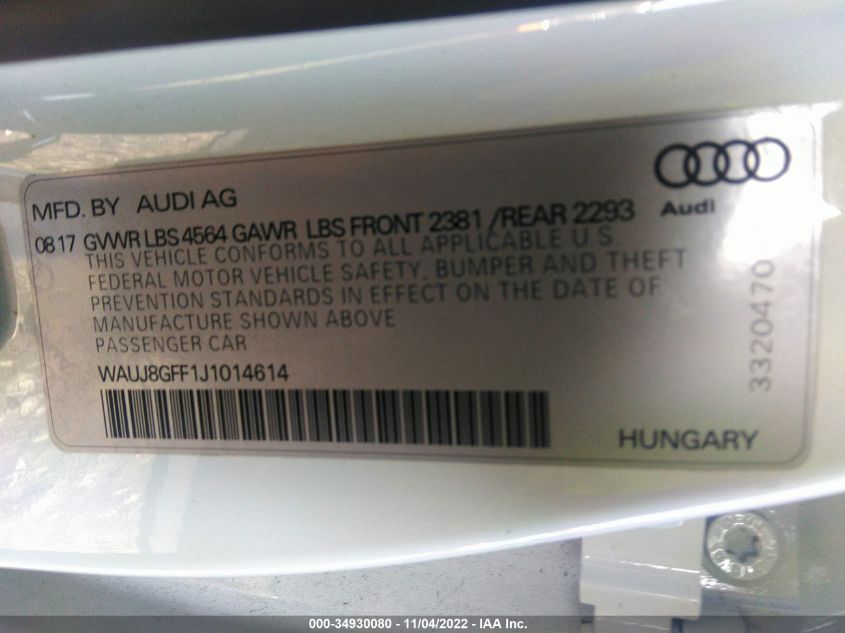 MFD. BY AUDI AG
Audi
0817 GVWR LBS 4564 GAWR LBS FRONT 2381 /REAR 2293
THIS VEHICLE CONFORMS TO ALL APPLICABLE U S
FEDERAL MOTOR VEHICLE SAFETY, BUMPER AND THEFT
PREVENTION STANDARDS IN EFFECT ON THE DATE OF
MANUFACTURE SHOWN ABOVE
PASSENGER CAR
WAUJ8GFF1J1014614
HUNGARY
3320470
000-34930080 - 11/04/2022 - IAA Inc.